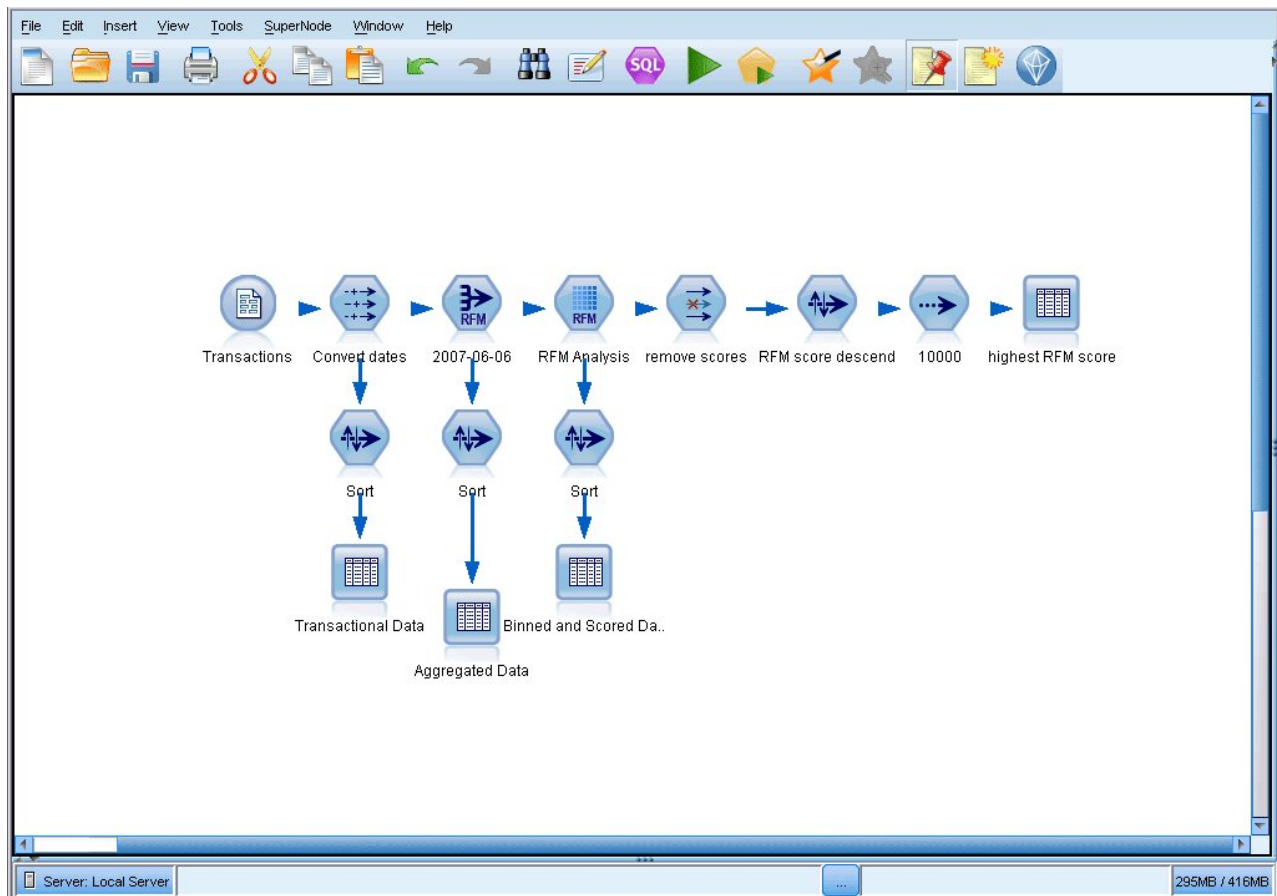 File Edit Insert View Tools SuperNode Window Help
SQL
RFM RFM
Transactions Convert dates 2007-06-06 RFM Analysis remove scores RFM score descend 10000 highest RFM score
Sort Sort Sort
Transactional Data Binned and Scored Da..
Aggregated Data
Server: Local Server ... 295MB / 416MB